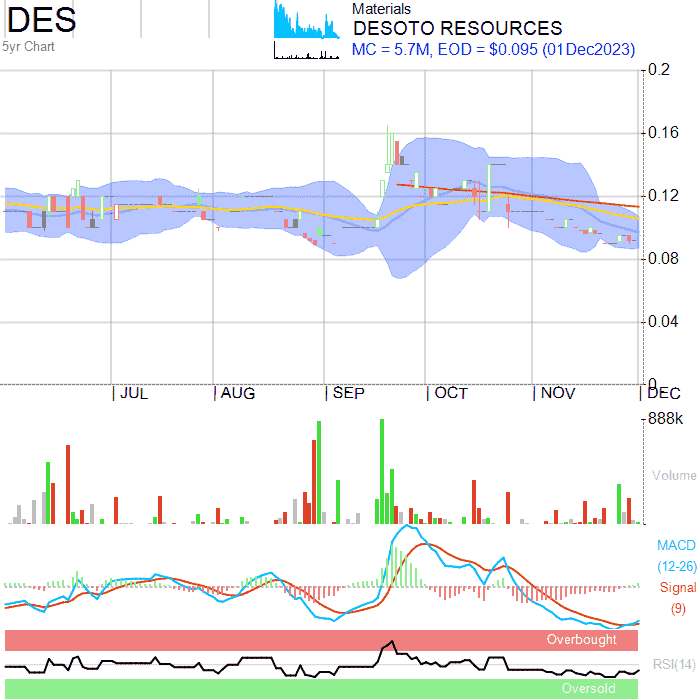 DES
5yr Chart
Materials
DESOTO RESOURCES
MC = 5.7M, EOD = $0.095 (01Dec2023)
0.2
0.16
0.12
0.08
0.04
0
JUL
AUG
SEP
OCT
NOV
DEC
888k
Volume
MACD
(12-26)
Signal
(9)
Overbought
RSI(14)
Oversold